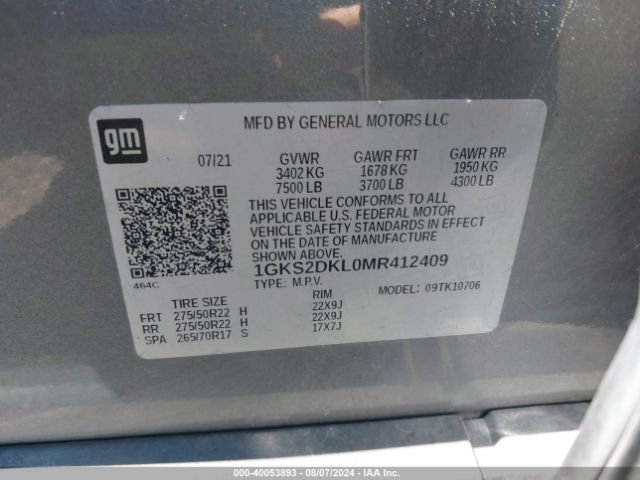 gm
MFD BY GENERAL MOTORS LLC
07/21 GVWR GAWR FRT GAWR RR
3402 KG 1678 KG 1950 KG
7500 LB 3700 LB 4300 LB
THIS VEHICLE CONFORMS TO ALL
APPLICABLE U.S. FEDERAL MOTOR
VEHICLE SAFETY STANDARDS IN EFFECT
ON THE DATE OF MANUFACTURE
SHOWN ABOVE.
1GKS2DKL0MR412409
464C TYPE: M.P.V. MODEL: 09TK10706
TIRE SIZE RIM
FRT 275/50R22 H 22X9J
RR 275/50R22 H 22X9J
SPA 265/70R17 S 17X7J
000-40053893 - 08/07/2024 - IAA Inc.